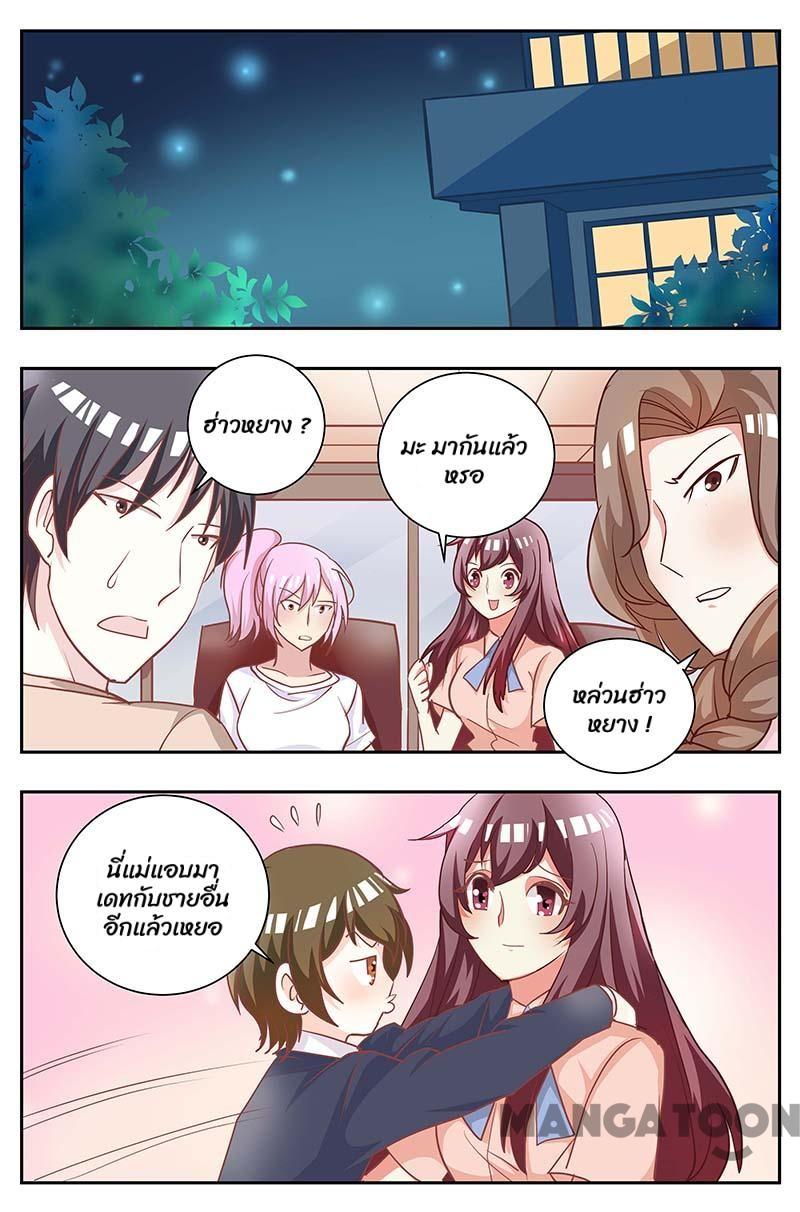 ฮ่าวหยาง ?
มะ มากันแล้ว
หรอ
หล่วนฮ่าว
หยาง !
นี่แม่แอบมา
เดทกับชายอื่น
อีกแล้วเหยอ
MANGATOON